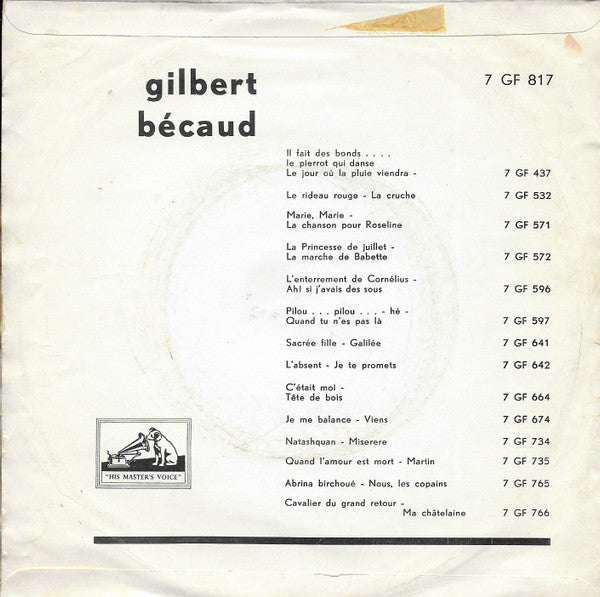 gilbert
bécaud
7 GF 817
Il fait des bonds . . . .
le pierrot qui danse
Le jour où la pluie viendra - 7 GF 437
Le rideau rouge - La cruche 7 GF 532
Marie, Marie -
La chanson pour Roseline 7 GF 571
La Princesse de juillet -
La marche de Babette 7 GF 572
L'enterrement de Cornélius -
Ah! si j'avais des sous 7 GF 596
Pilou . . . pilou . . . - hé -
Quand tu n'es pas là 7 GF 597
Sacrée fille - Galilée 7 GF 641
L'absent - Je te promets 7 GF 642
C'était moi -
Tête de bois 7 GF 664
Je me balance - Viens 7 GF 674
Natashquan - Miserere 7 GF 734
Quand l'amour est mort - Martin 7 GF 735
Abrina birchoué - Nous, les copains 7 GF 765
Cavalier du grand retour -
Ma châtelaine 7 GF 766
"HIS MASTER'S VOICE"